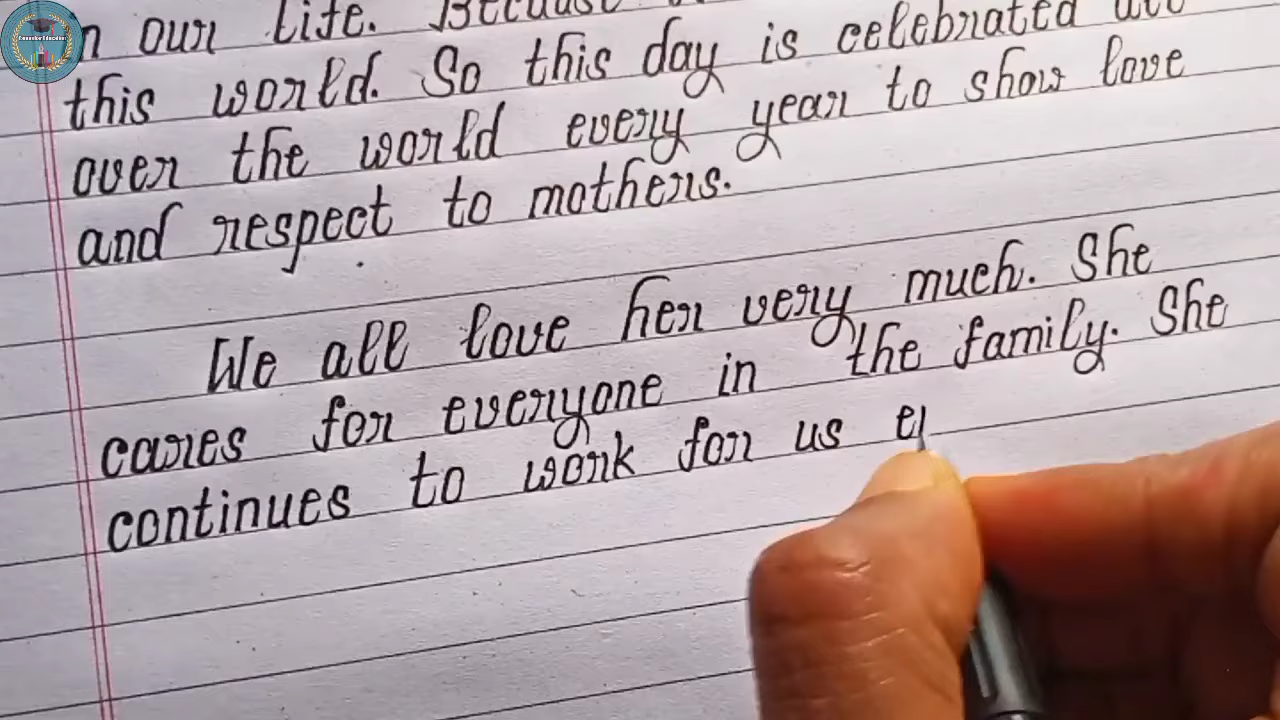 in our life. Because
this world. So this day is celebrated all
over the world every year to show love
and respect to mothers.
We all love her very much. She
cares for everyone in the family. She
continues to work for us